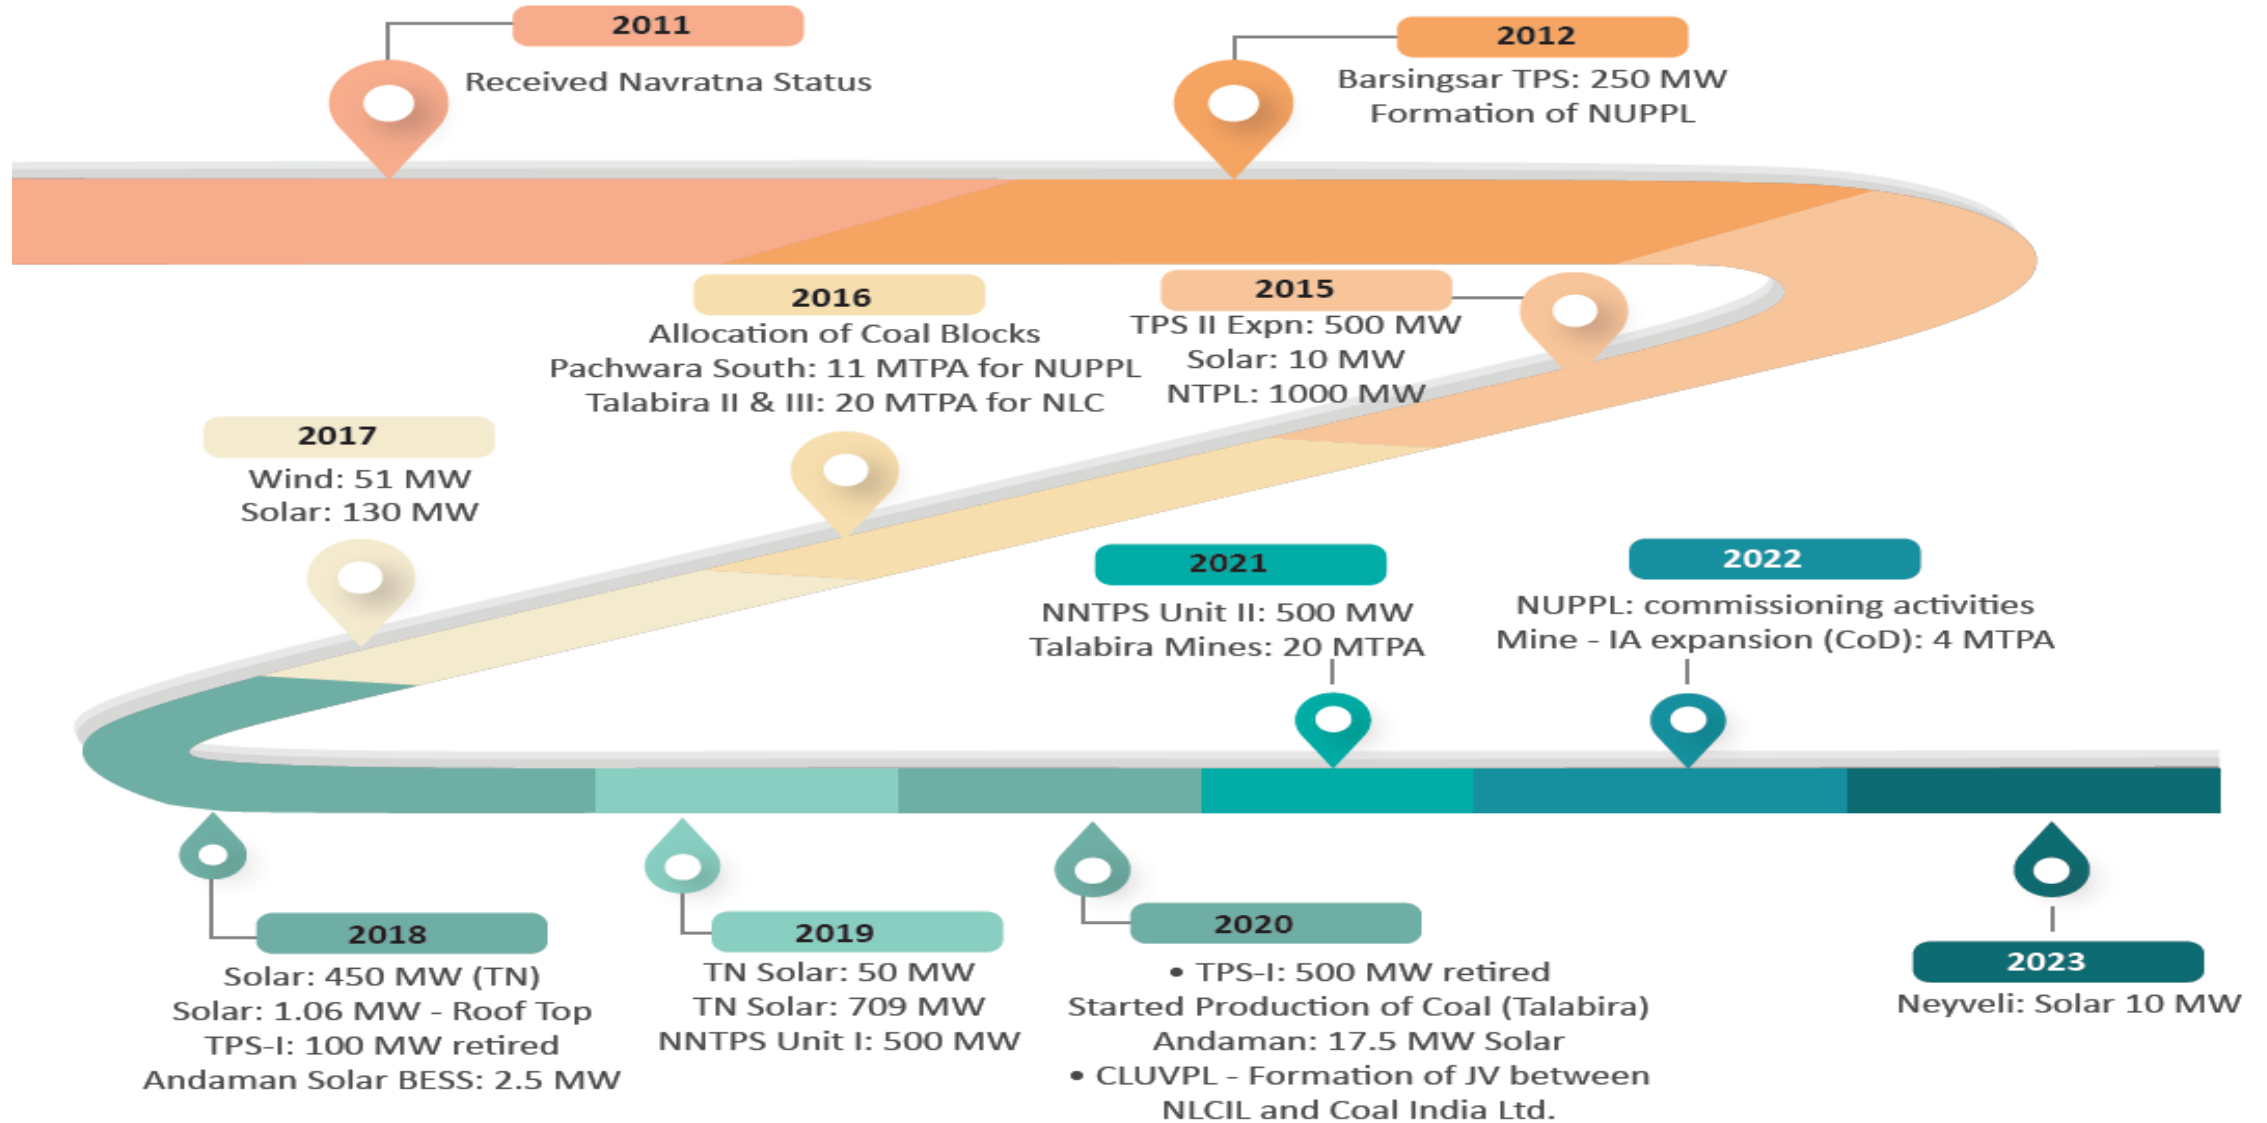 2011
Received Navratna Status
2012
Barsingsar TPS: 250 MW
Formation of NUPPL
2015
TPS II Expn: 500 MW
Solar: 10 MW
NTPL: 1000 MW
2016
Allocation of Coal Blocks
Pachwara South: 11 MTPA for NUPPL
Talabira II & III: 20 MTPA for NLC
2017
Wind: 51 MW
Solar: 130 MW
2018
Solar: 450 MW (TN)
Solar: 1.06 MW - Roof Top
TPS-I: 100 MW retired
Andaman Solar BESS: 2.5 MW
2019
TN Solar: 50 MW
TN Solar: 709 MW
NNTPS Unit I: 500 MW
2020
• TPS-I: 500 MW retired
Started Production of Coal (Talabira)
Andaman: 17.5 MW Solar
• CLUVPL - Formation of JV between
NLCIL and Coal India Ltd.
2021
NNTPS Unit II: 500 MW
Talabira Mines: 20 MTPA
2022
NUPPL: commissioning activities
Mine - IA expansion (CoD): 4 MTPA
2023
Neyveli: Solar 10 MW